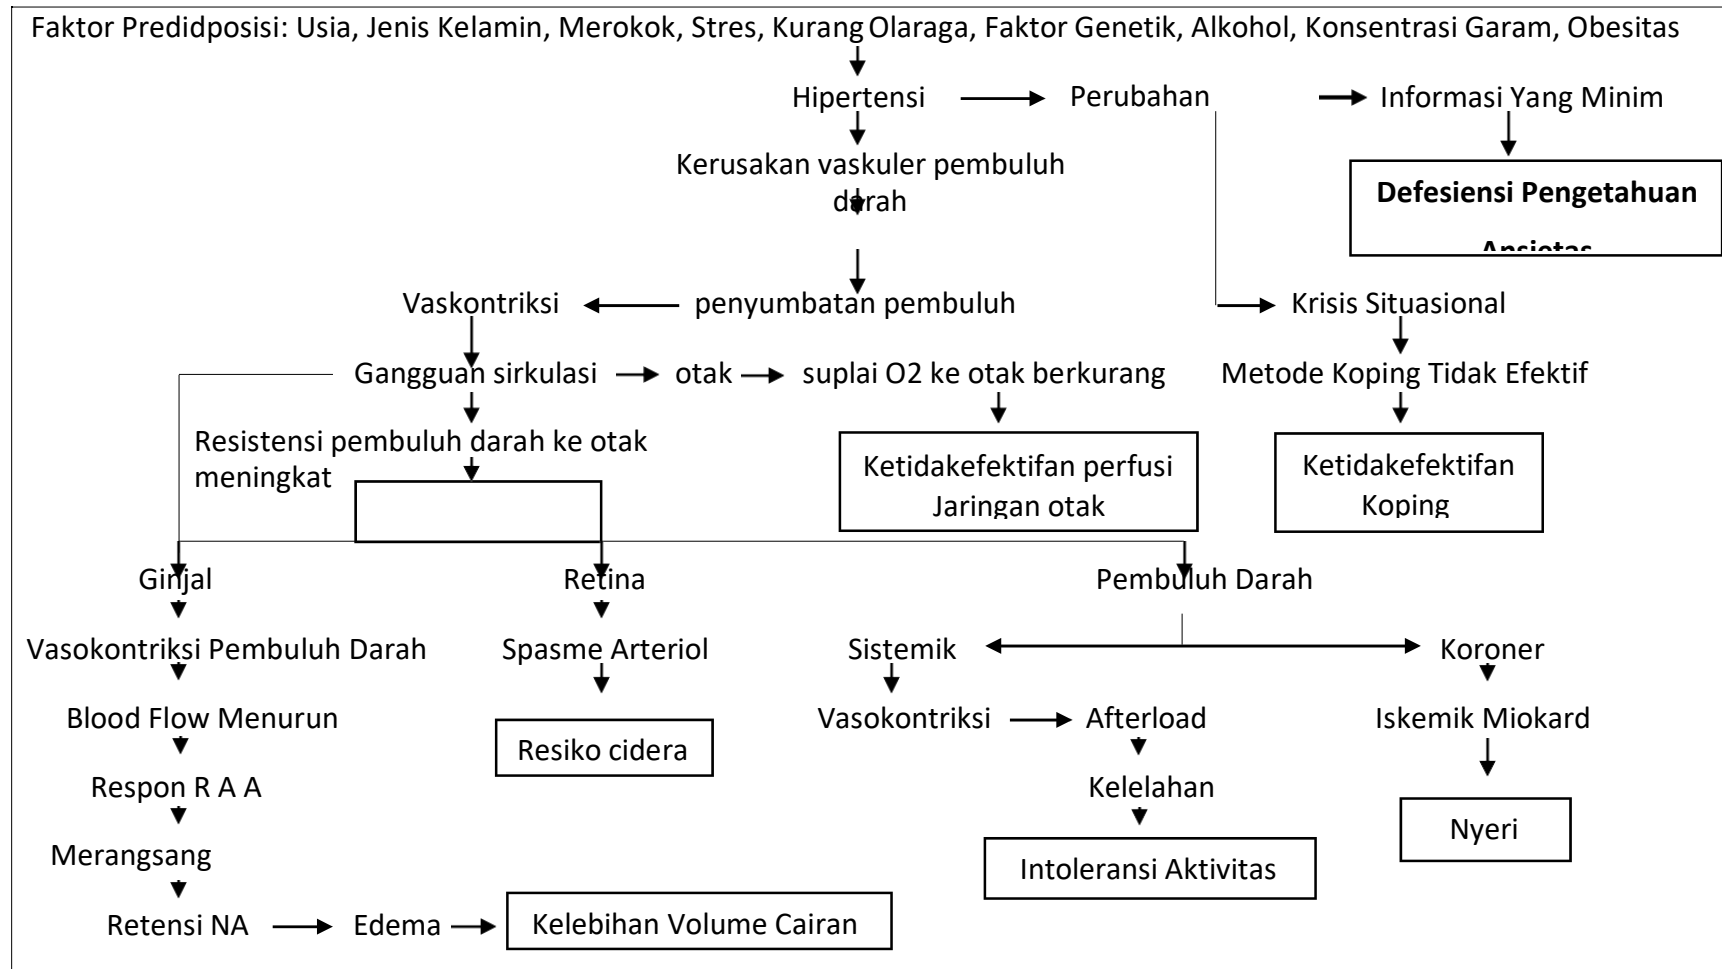 Faktor Predidposisi: Usia, Jenis Kelamin, Merokok, Stres, Kurang Olaraga, Faktor Genetik, Alkohol, Konsentrasi Garam, Obesitas
Hipertensi
Perubahan
Informasi Yang Minim
Kerusakan vaskuler pembuluh
darah
Defesiensi Pengetahuan
Ansietas
Vaskontriksi
penyumbatan pembuluh
Krisis Situasional
Gangguan sirkulasi
otak
suplai O2 ke otak berkurang
Metode Koping Tidak Efektif
Resistensi pembuluh darah ke otak
meningkat
Ketidakefektifan perfusi
Jaringan otak
Ketidakefektifan
Koping
Ginjal
Retina
Pembuluh Darah
Vasokontriksi Pembuluh Darah
Spasme Arteriol
Sistemik
Koroner
Blood Flow Menurun
Resiko cidera
Vasokontriksi
Afterload
Iskemik Miokard
Respon R A A
Kelelahan
Nyeri
Merangsang
Intoleransi Aktivitas
Retensi NA
Edema
Kelebihan Volume Cairan